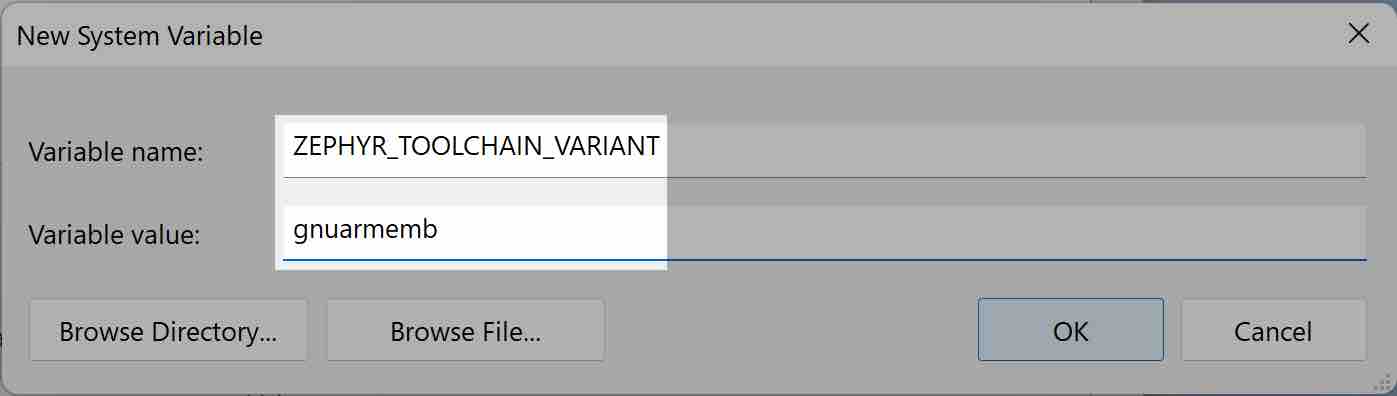 New System Variable
Variable name:
ZEPHYR_TOOLCHAIN_VARIANT
Variable value:
gnuarmemb
Browse Directory...
Browse File...
OK
Cancel